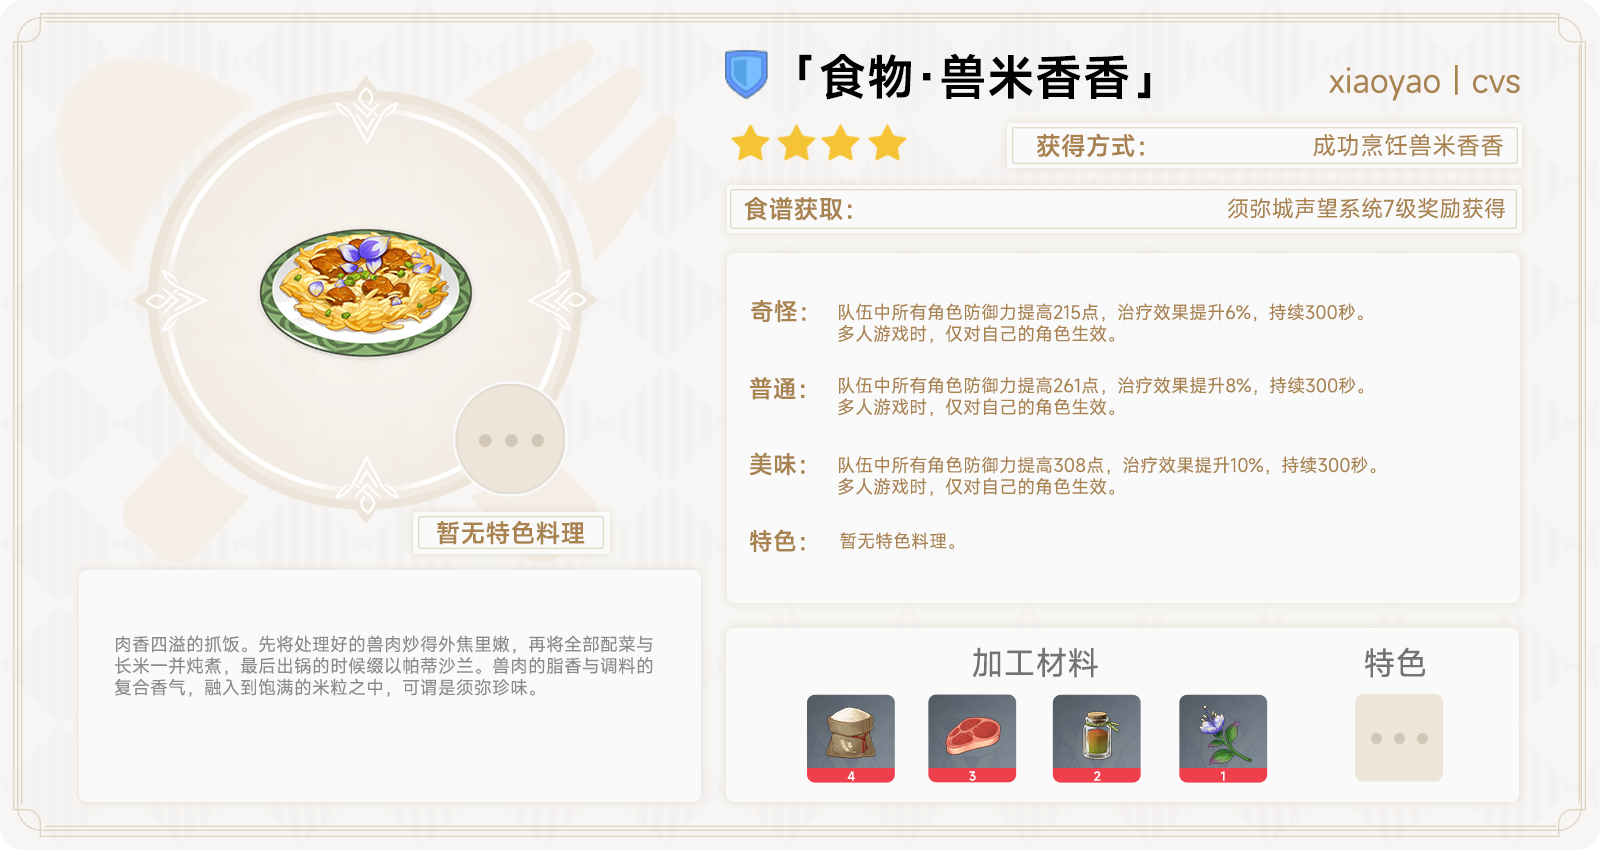 「食物·兽米香香」
xiaoyao | cvs
获得方式：
成功烹饪兽米香香
食谱获取：
须弥城声望系统7级奖励获得
奇怪：
队伍中所有角色防御力提高215点，治疗效果提升6%，持续300秒。
多人游戏时，仅对自己的角色生效。
普通：
队伍中所有角色防御力提高261点，治疗效果提升8%，持续300秒。
多人游戏时，仅对自己的角色生效。
美味：
队伍中所有角色防御力提高308点，治疗效果提升10%，持续300秒。
多人游戏时，仅对自己的角色生效。
特色：
暂无特色料理。
暂无特色料理
肉香四溢的抓饭。先将处理好的兽肉炒得外焦里嫩，再将全部配菜与
长米一并炖煮，最后出锅的时候缀以帕蒂沙兰。兽肉的脂香与调料的
复合香气，融入到饱满的米粒之中，可谓是须弥珍味。
加工材料
特色
4
3
2
1